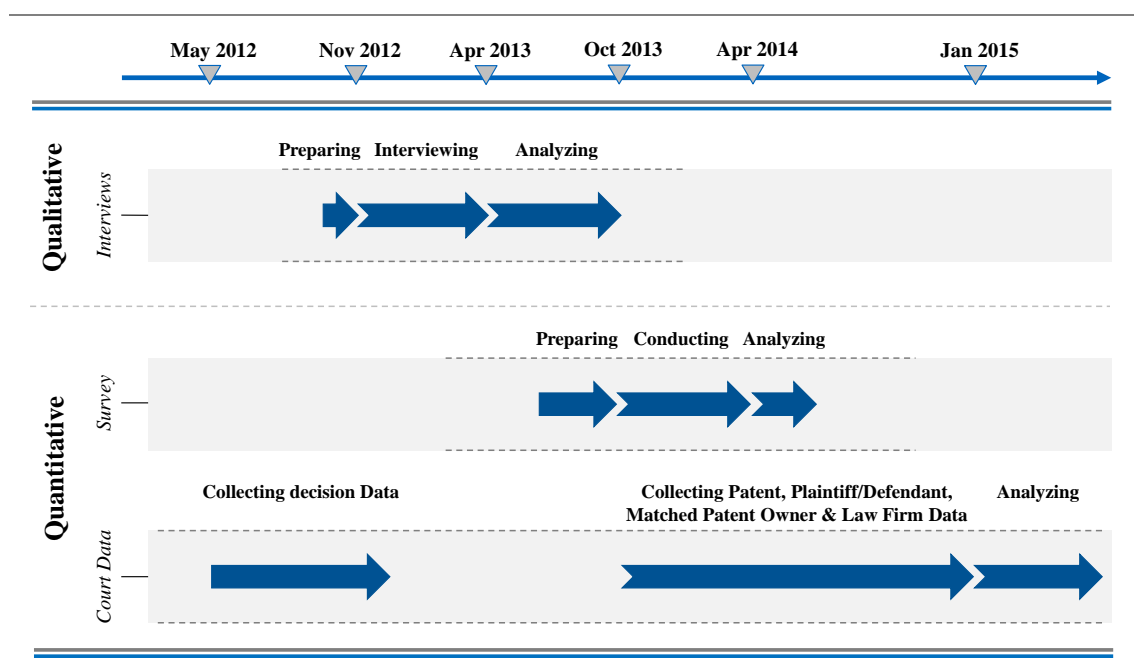 May 2012 Nov 2012 Apr 2013 Oct 2013 Apr 2014 Jan 2015
Qualitative
Interviews
Preparing Interviewing Analyzing
Quantitative
Survey
Preparing Conducting Analyzing
Court Data
Collecting decision Data
Collecting Patent, Plaintiff/Defendant,
Matched Patent Owner & Law Firm Data
Analyzing